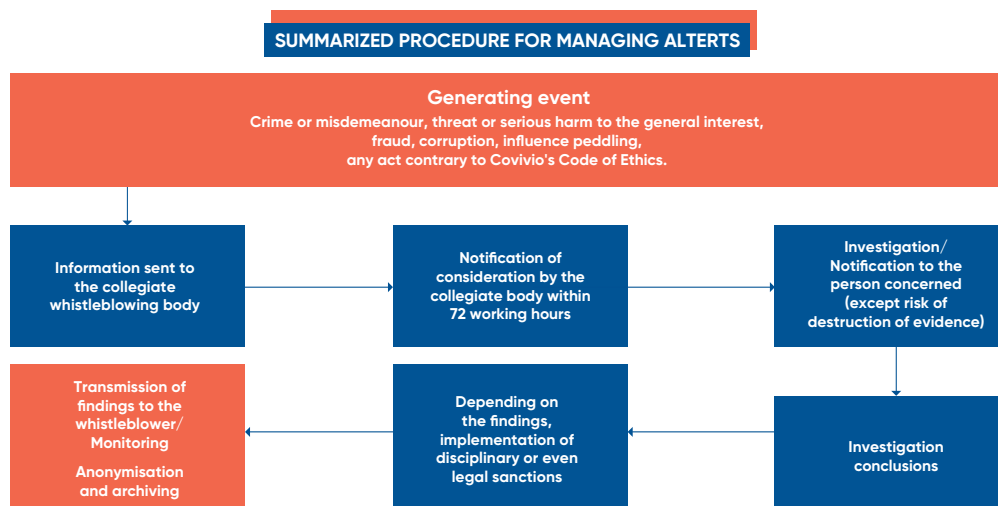 SUMMARIZED PROCEDURE FOR MANAGING ALTERTS
Generating event
Crime or misdemeanour, threat or serious harm to the general interest,
fraud, corruption, influence peddling,
any act contrary to Covivio's Code of Ethics.
Information sent to
the collegiate
whistleblowing body
Notification of
consideration by the
collegiate body within
72 working hours
Investigation/
Notification to the
person concerned
(except risk of
destruction of evidence)
Investigation
conclusions
Depending on
the findings,
implementation of
disciplinary or even
legal sanctions
Transmission of
findings to the
whistleblower/
Monitoring
Anonymisation
and archiving